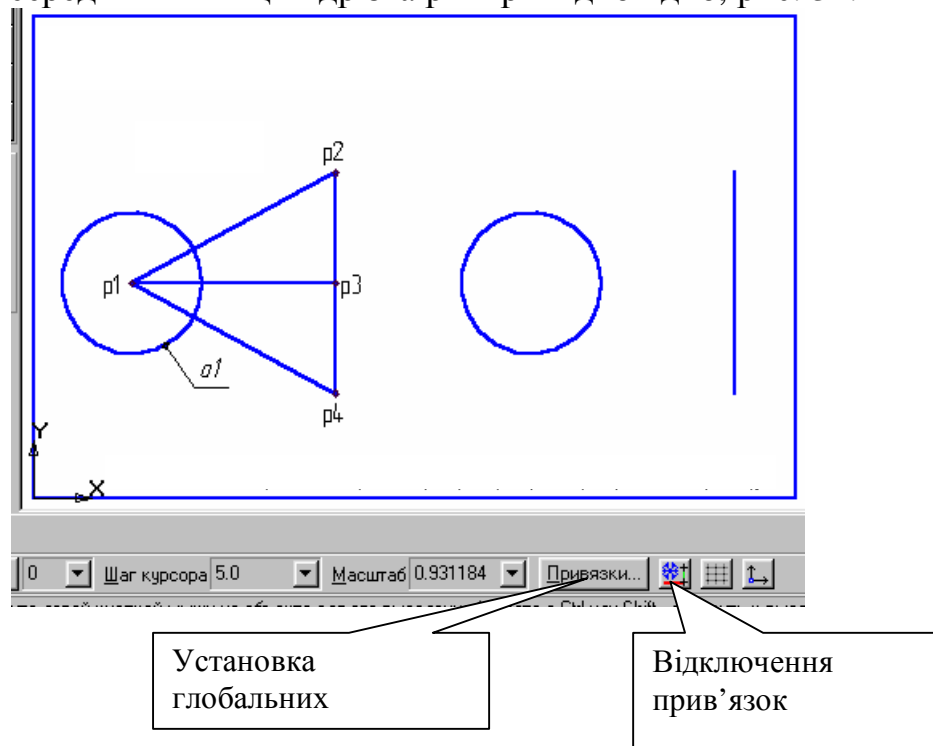 p2
p1
p3
a1
p4
Y
X
0 Шаг курсора 5.0 Масштаб 0.931184 Привязки...
Установка
глобальних
Відключення
прив’язок